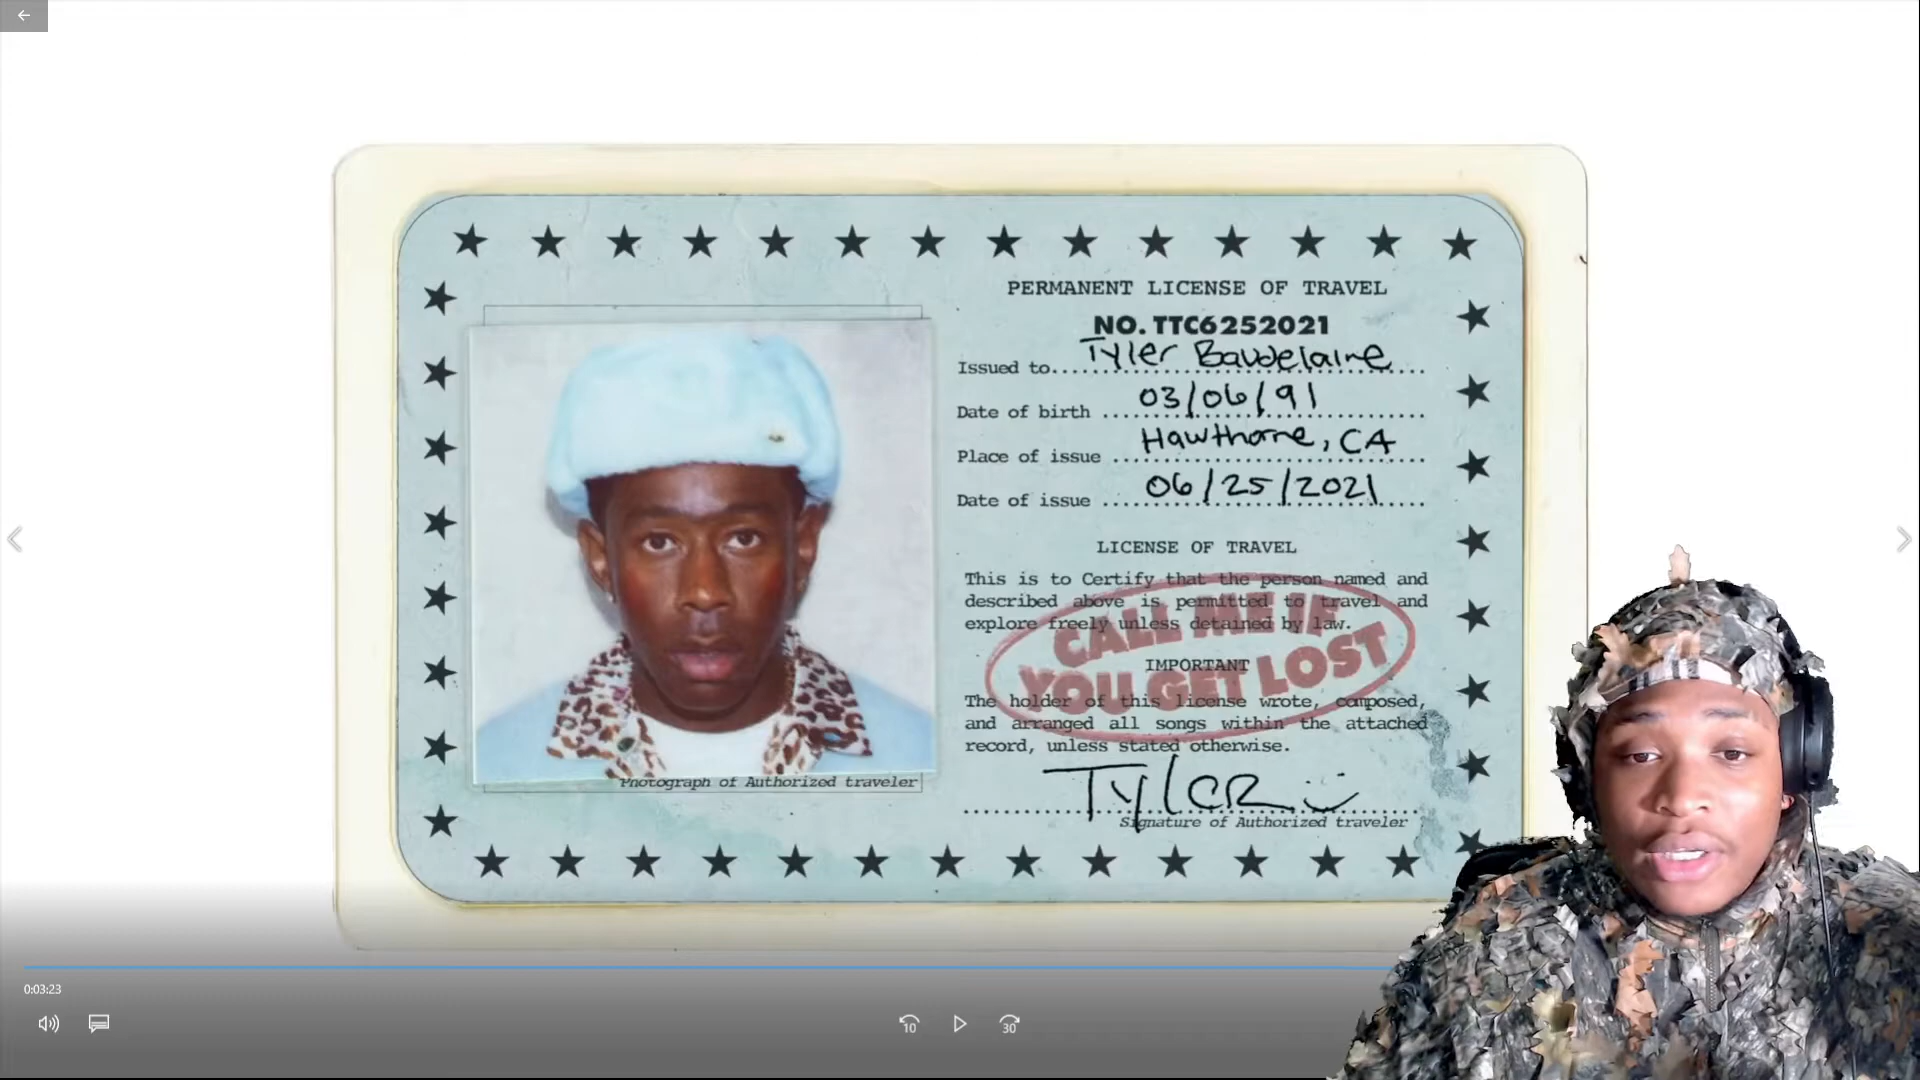 PERMANENT LICENSE OF TRAVEL
NO. TTC6252021
Issued to.... Tyler Baudelaire
Date of birth .... 03/06/91
Place of issue .... Hawthorne, CA
Date of issue .... 06/25/2021
LICENSE OF TRAVEL
This is to Certify that the person named and
described above is permitted to travel and
explore freely unless detained by law.
CALL ME IF
YOU GET LOST
IMPORTANT
The holder of this license wrote, composed,
and arranged all songs within the attached
record, unless stated otherwise.
TyleR
Photograph of Authorized traveler
Signature of Authorized traveler
0:03:23
10
30